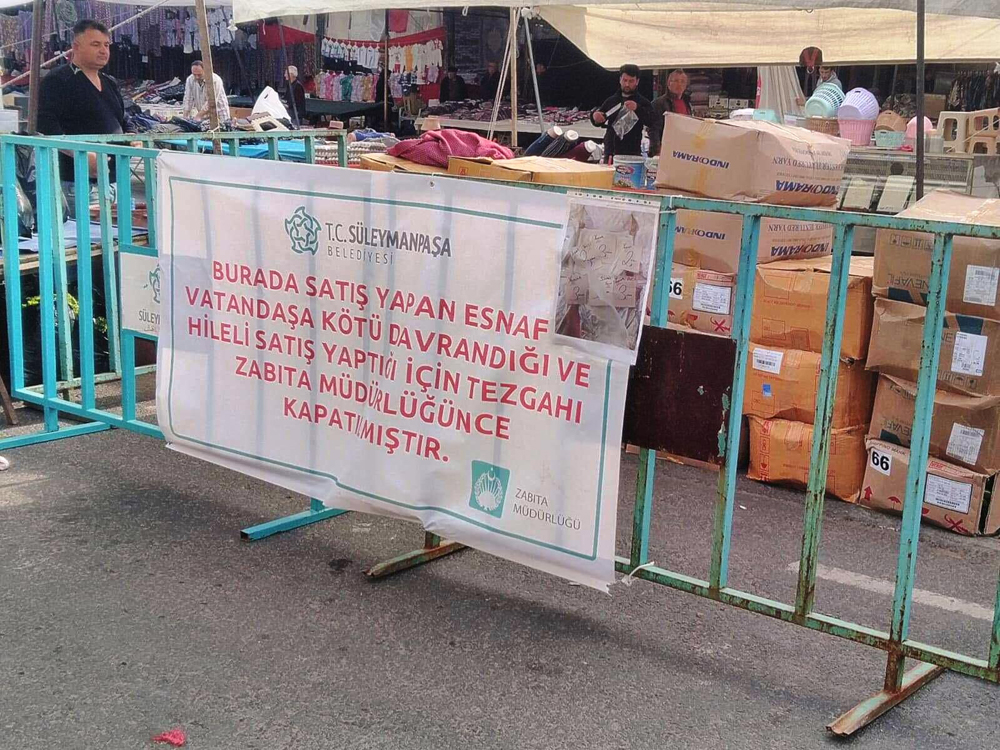 T.C. SÜLEYMANPAŞA
BELEDİYESİ
BURADA SATIŞ YAPAN ESNAF
VATANDAŞA KÖTÜ DAVRANDIĞI VE
HİLELİ SATIŞ YAPTIĞI İÇİN TEZGAHI
ZABITA MÜDÜRLÜĞÜNCE
KAPATILMIŞTIR.
ZABITA
MÜDÜRLÜĞÜ
INDORAMA
INDORAMA
INDORAMA
66
66